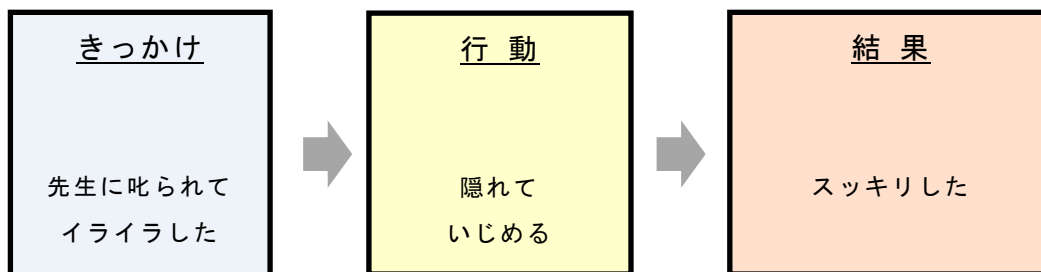 きっかけ
先生に叱られて
イライラした
行 動
隠れて
いじめる
結 果
スッキリした